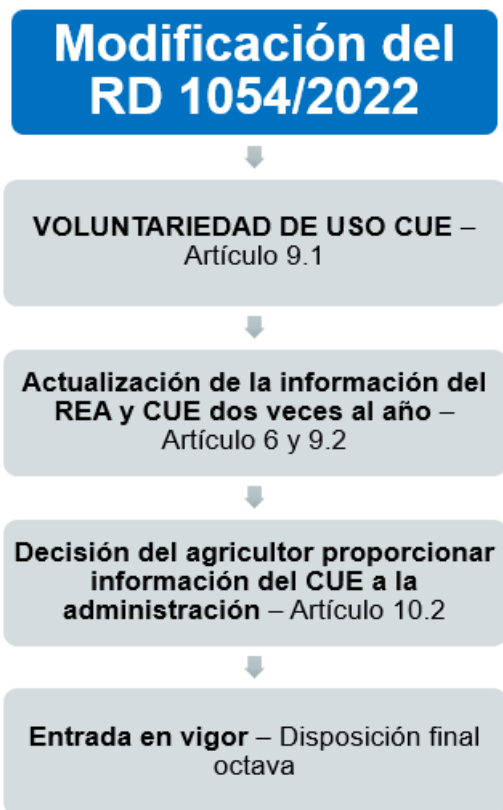 Modificación del
RD 1054/2022
VOLUNTARIEDAD DE USO CUE –
Artículo 9.1
Actualización de la información del
REA y CUE dos veces al año –
Artículo 6 y 9.2
Decisión del agricultor proporcionar
información del CUE a la
administración – Artículo 10.2
Entrada en vigor – Disposición final
octava